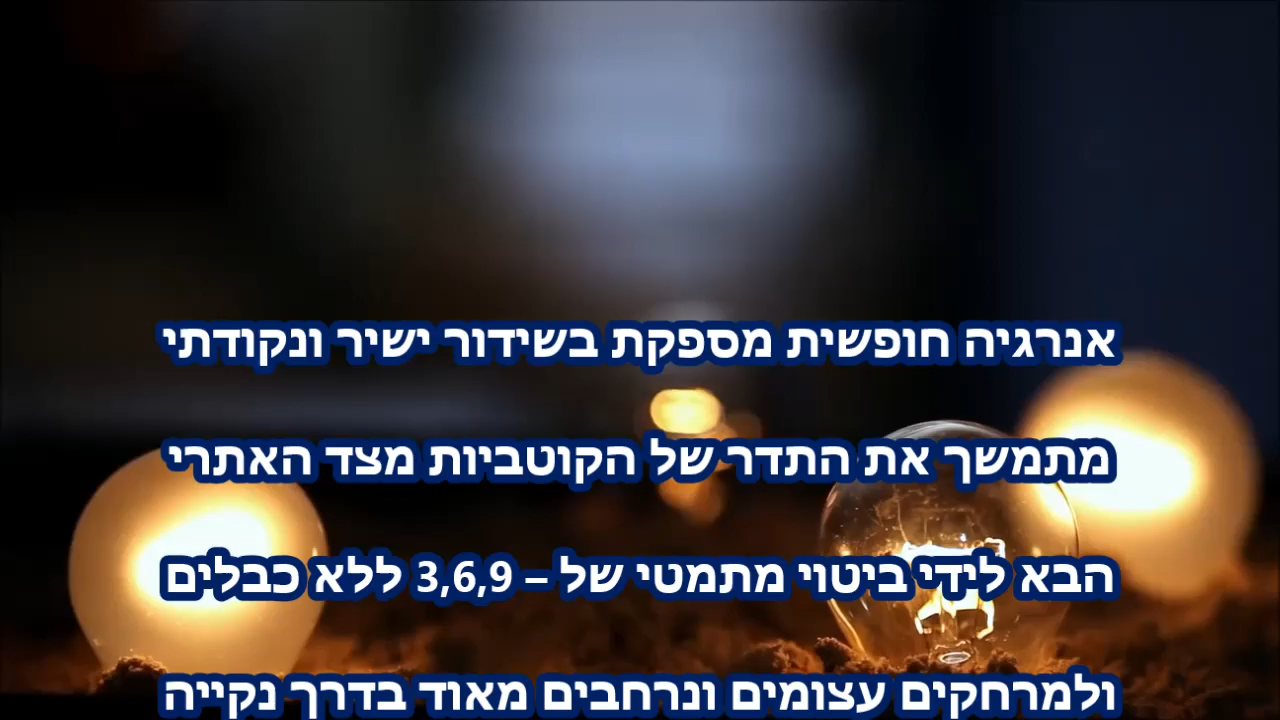 אנרגיה חופשית מספקת בשידור ישיר ונקודתי
מתמשך את התדר של הקוטביות מצד האתרי
הבא לידי ביטוי מתמטי של – 3,6,9 ללא כבלים
ולמרחקים עצומים ונרחבים מאוד בדרך נקייה